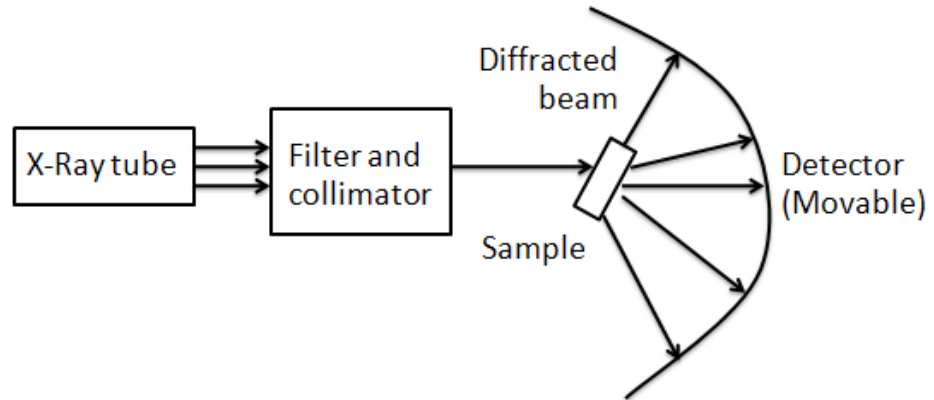 X-Ray tube
Filter and
collimator
Diffracted
beam
Sample
Detector
(Movable)